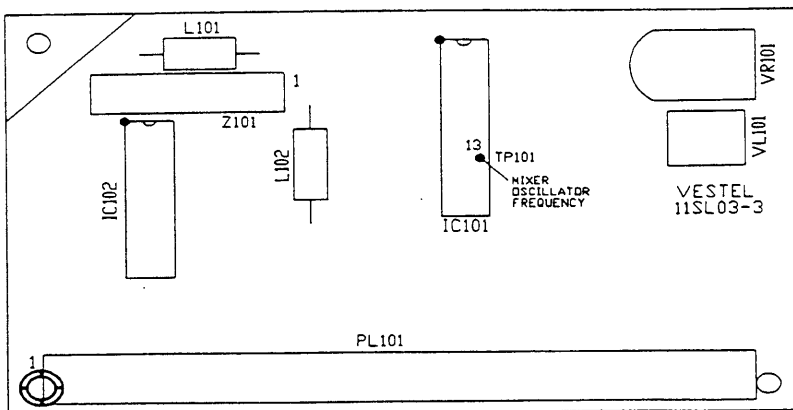 L101
1
Z101
IC102
L102
13 TP101
MIXER
OSCILLATOR
FREQUENCY
IC101
VR101
VL101
VESTEL
11SL03-3
PL101
1